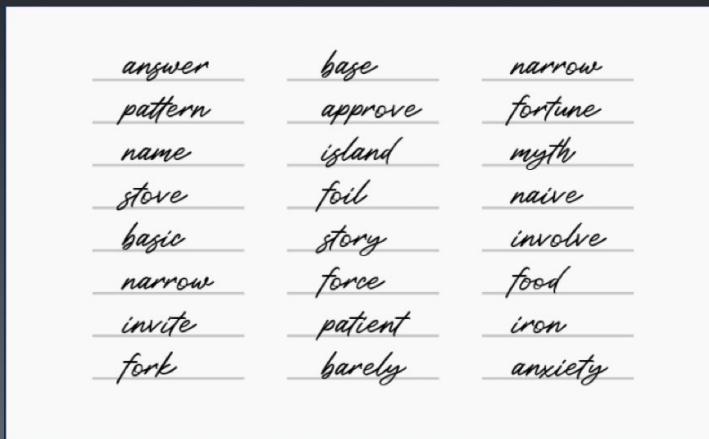 answer base narrow
pattern approve fortune
name island myth
stove foil naive
basic story involve
narrow force food
invite patient iron
fork barely anxiety